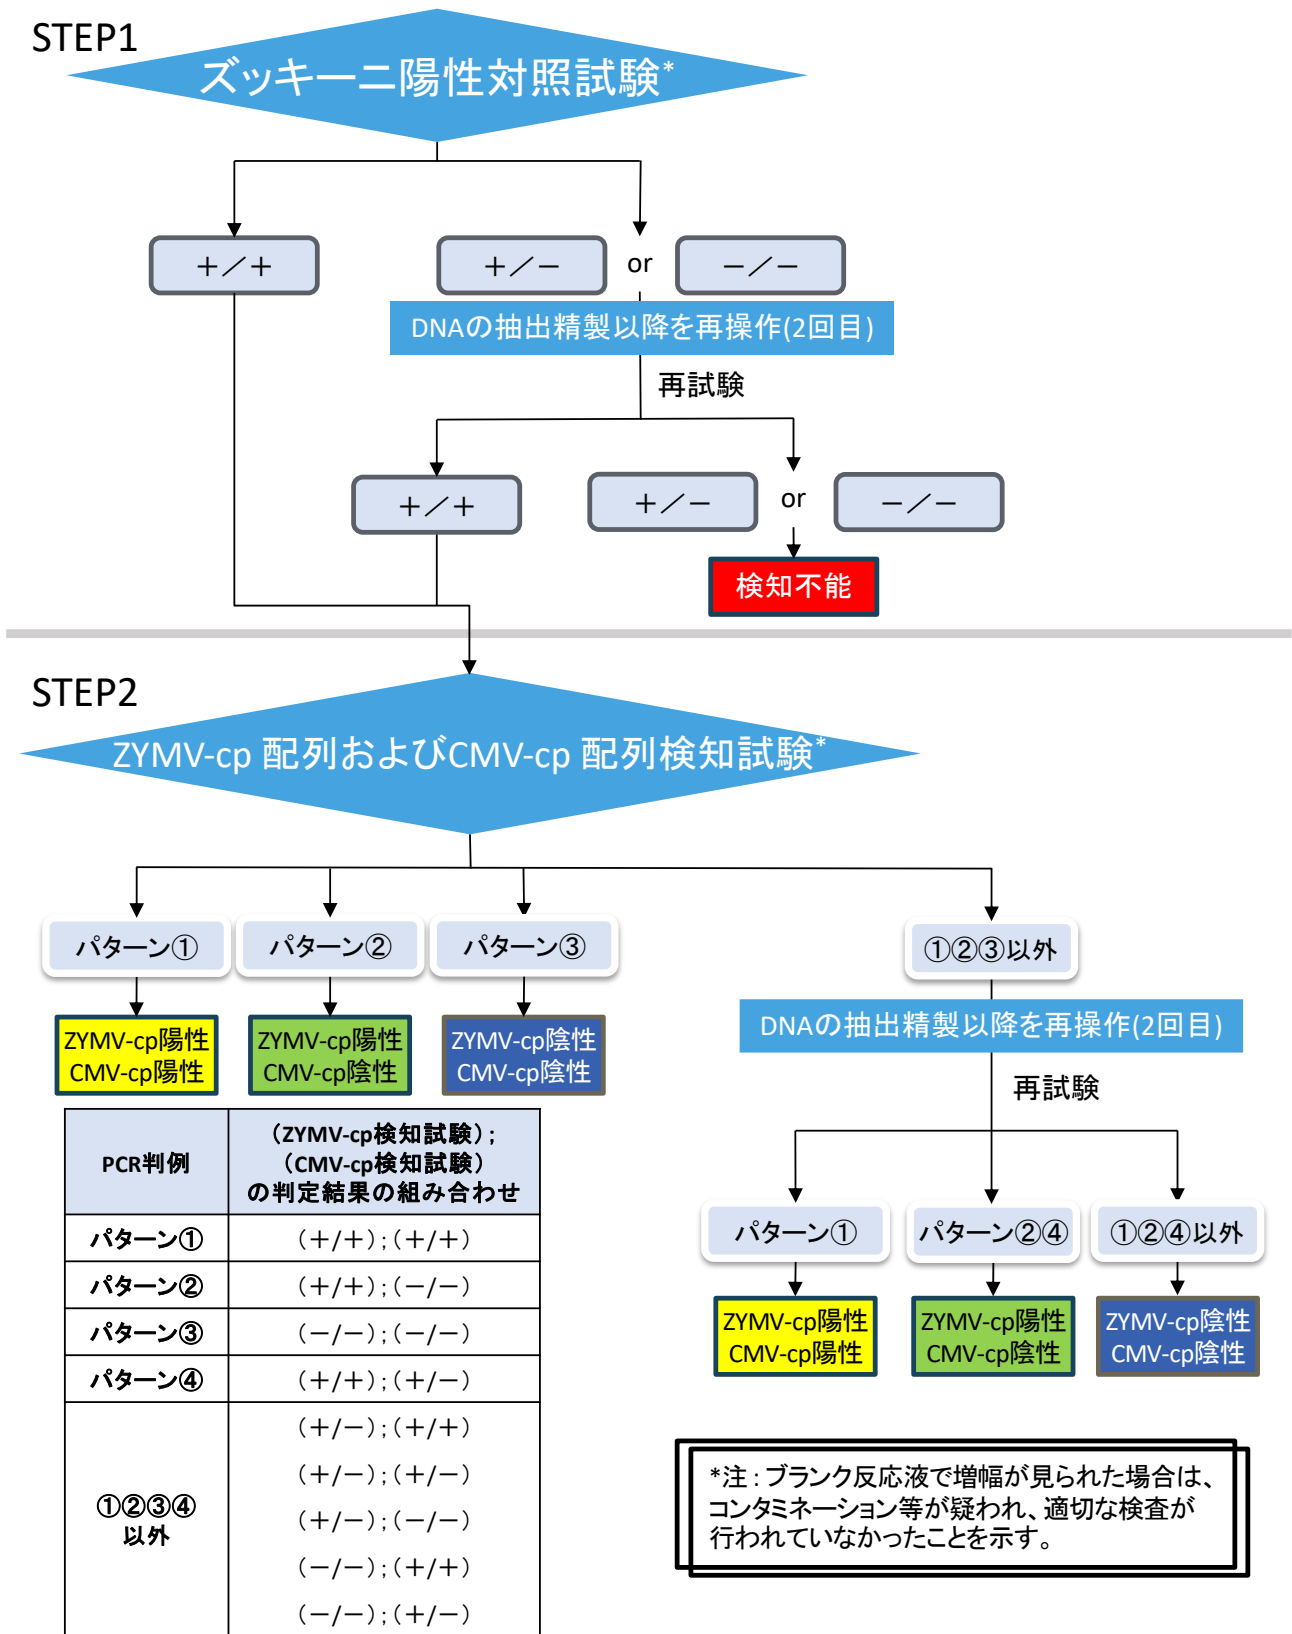 STEP1
ズッキーニ陽性対照試験*
＋／＋
＋／－
or
－／－
DNAの抽出精製以降を再操作(2回目)
再試験
＋／＋
＋／－
or
－／－
検知不能
STEP2
ZYMV-cp 配列およびCMV-cp 配列検知試験*
パターン①
パターン②
パターン③
①②③以外
ZYMV-cp陽性
CMV-cp陽性
ZYMV-cp陽性
CMV-cp陰性
ZYMV-cp陰性
CMV-cp陰性
DNAの抽出精製以降を再操作(2回目)
再試験
パターン①
パターン②④
①②④以外
ZYMV-cp陽性
CMV-cp陽性
ZYMV-cp陽性
CMV-cp陰性
ZYMV-cp陰性
CMV-cp陰性
PCR判例
（ZYMV-cp検知試験）；
（CMV-cp検知試験）
の判定結果の組み合わせ
パターン①
（＋/＋）；（＋/＋）
パターン②
（＋/＋）；（－/－）
パターン③
（－/－）；（－/－）
パターン④
（＋/＋）；（＋/－）
①②③④
以外
（＋/－）；（＋/＋）
（＋/－）；（＋/－）
（＋/－）；（－/－）
（－/－）；（＋/＋）
（－/－）；（＋/－）
*注：ブランク反応液で増幅が見られた場合は、
コンタミネーション等が疑われ、適切な検査が
行われていなかったことを示す。